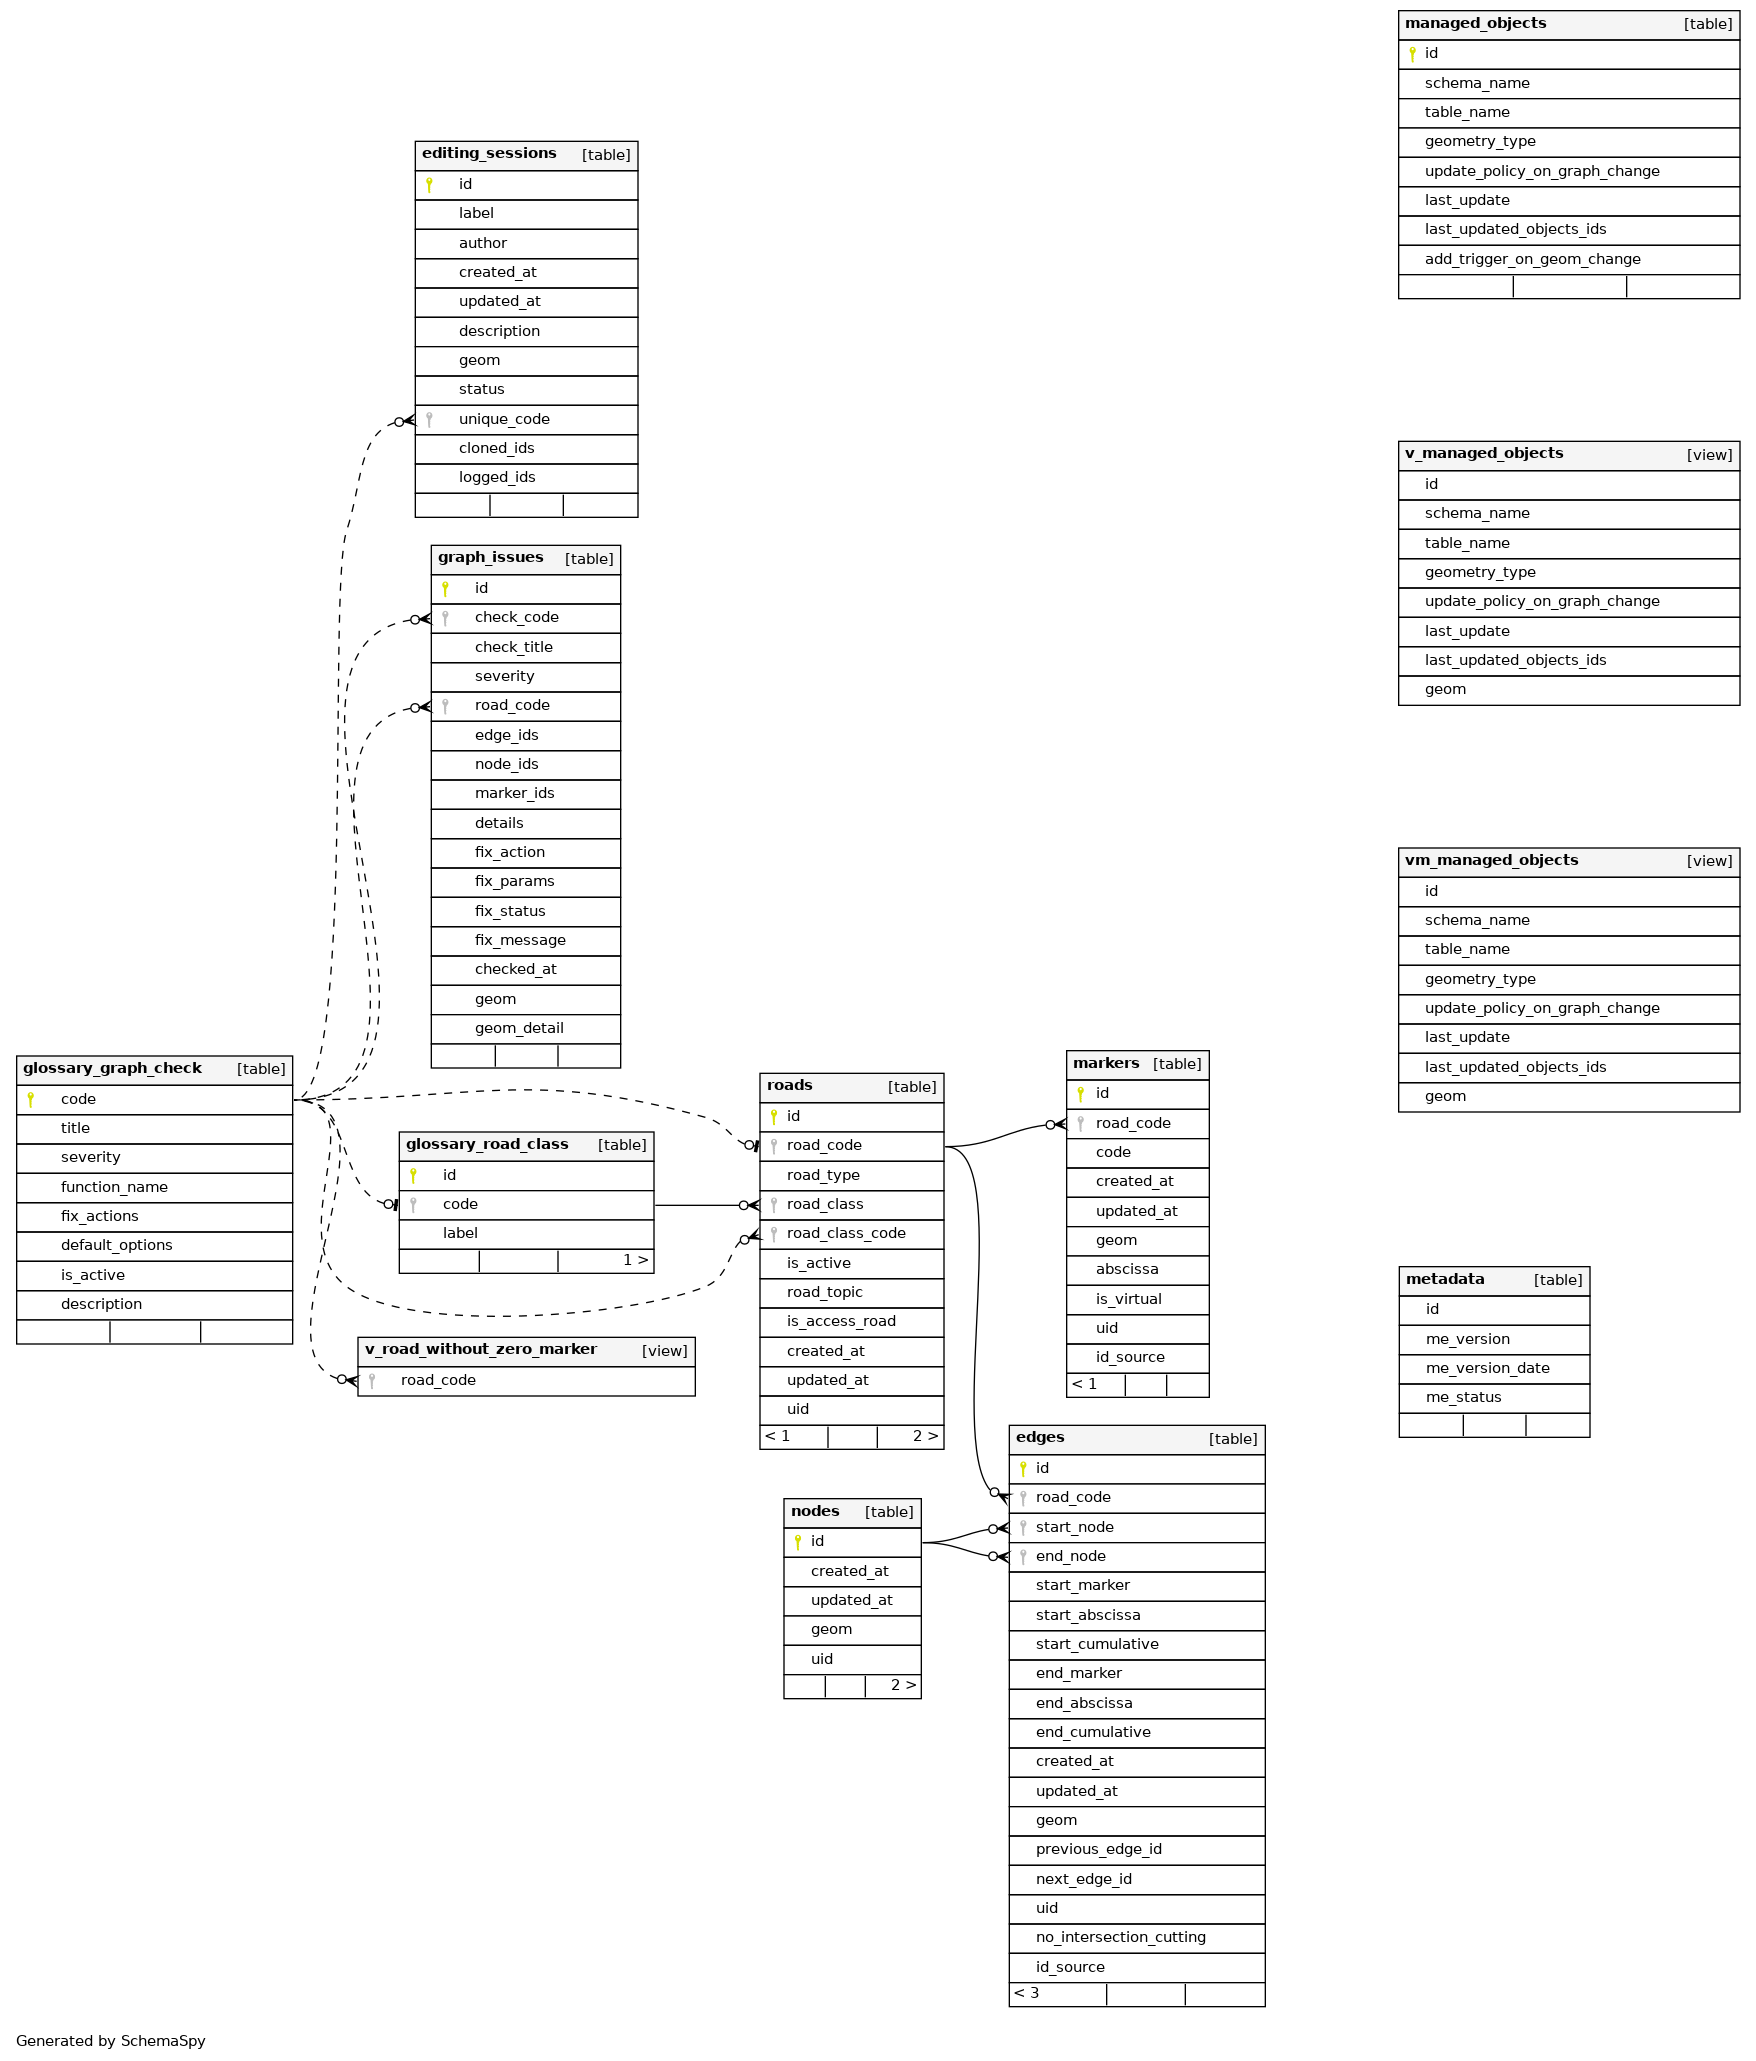 managed_objects [table]
id
schema_name
table_name
geometry_type
update_policy_on_graph_change
last_update
last_updated_objects_ids
add_trigger_on_geom_change
editing_sessions [table]
id
label
author
created_at
updated_at
description
geom
status
unique_code
cloned_ids
logged_ids
v_managed_objects [view]
id
schema_name
table_name
geometry_type
update_policy_on_graph_change
last_update
last_updated_objects_ids
geom
graph_issues [table]
id
check_code
check_title
severity
road_code
edge_ids
node_ids
marker_ids
details
fix_action
fix_params
fix_status
fix_message
checked_at
geom
geom_detail
vm_managed_objects [view]
id
schema_name
table_name
geometry_type
update_policy_on_graph_change
last_update
last_updated_objects_ids
geom
glossary_graph_check [table]
code
title
severity
function_name
fix_actions
default_options
is_active
description
glossary_road_class [table]
id
code
label
1 >
v_road_without_zero_marker [view]
road_code
roads [table]
id
road_code
road_type
road_class
road_class_code
is_active
road_topic
is_access_road
created_at
updated_at
uid
< 1 2 >
markers [table]
id
road_code
code
created_at
updated_at
geom
abscissa
is_virtual
uid
id_source
< 1
metadata [table]
id
me_version
me_version_date
me_status
nodes [table]
id
created_at
updated_at
geom
uid
2 >
edges [table]
id
road_code
start_node
end_node
start_marker
start_abscissa
start_cumulative
end_marker
end_abscissa
end_cumulative
created_at
updated_at
geom
previous_edge_id
next_edge_id
uid
no_intersection_cutting
id_source
< 3
Generated by SchemaSpy